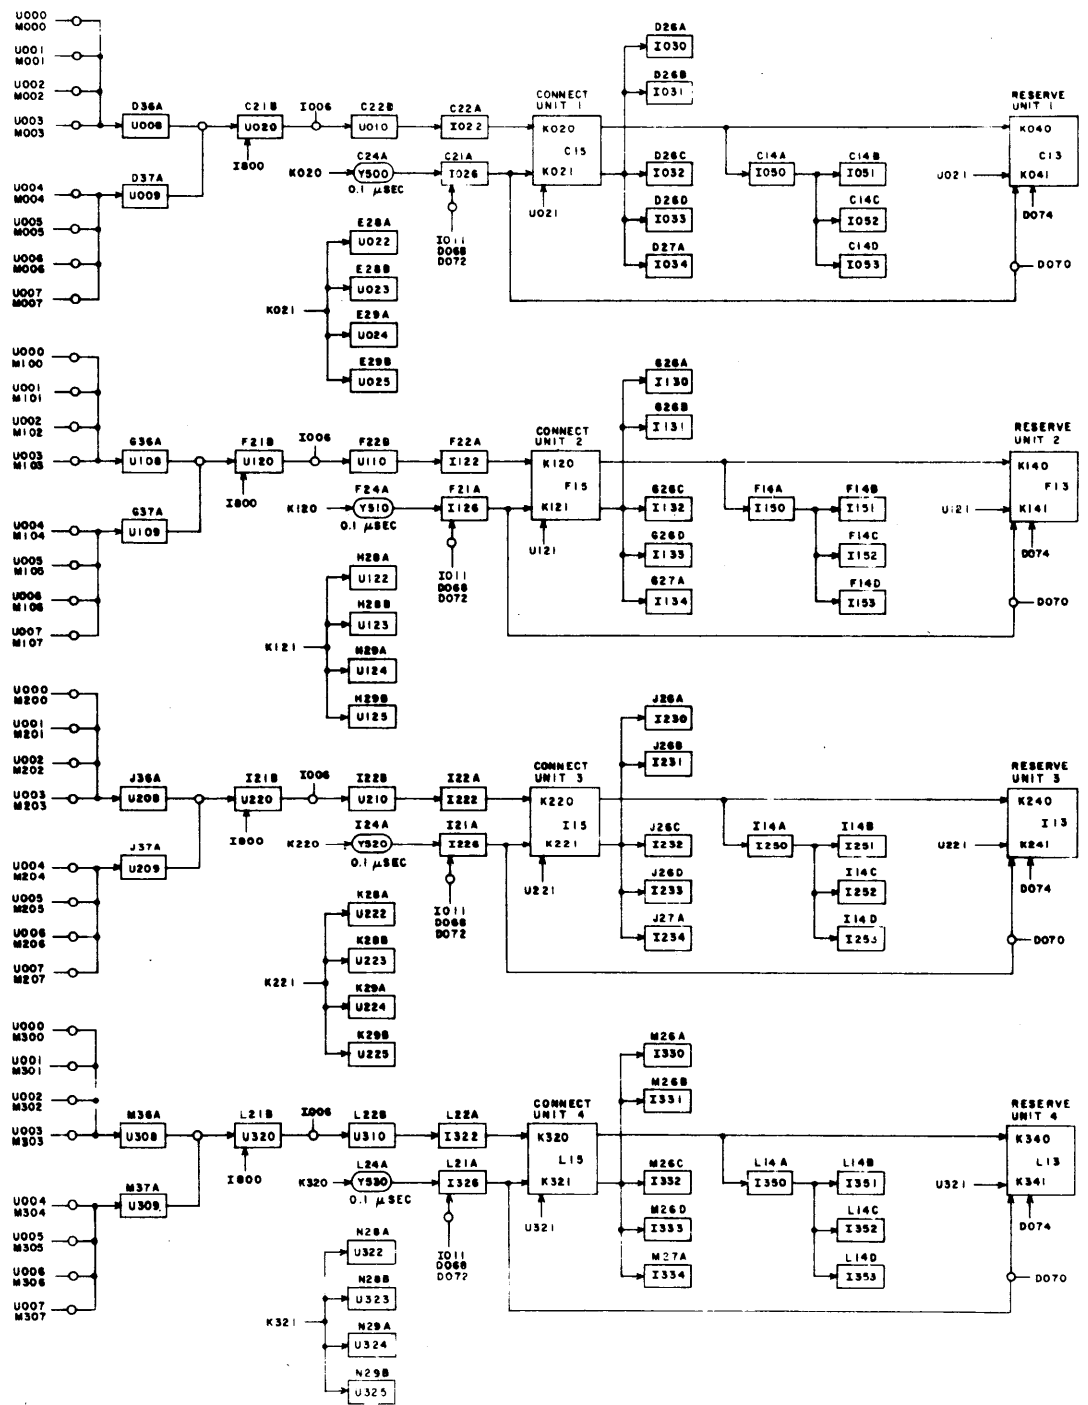 U000
M000
U001
M001
U002
M002
U003
M003
D36A
U008
U004
M004
D37A
U009
U005
M005
U006
M006
U007
M007
C21B
U020
I800
I006
C22B
U010
C22A
I022
K020
C24A
Y500
0.1 µSEC
C21A
I026
I011
D068
D072
CONNECT
UNIT 1
K020
C15
K021
U021
D26A
I030
D26B
I031
D26C
I032
D26D
I033
D27A
I034
C14A
I050
C14B
I051
C14C
I052
C14D
I053
RESERVE
UNIT 1
K040
C13
K041
U021
D074
D070
K021
E28A
U022
E28B
U023
E29A
U024
E29B
U025
U000
M100
U001
M101
U002
M102
U003
M103
G36A
U108
U004
M104
G37A
U109
U005
M105
U006
M106
U007
M107
F21B
U120
I800
I006
F22B
U110
F22A
I122
K120
F24A
Y510
0.1 µSEC
F21A
I126
I011
D068
D072
CONNECT
UNIT 2
K120
F15
K121
U121
G26A
I130
G26B
I131
G26C
I132
G26D
I133
G27A
I134
F14A
I150
F14B
I151
F14C
I152
F14D
I153
RESERVE
UNIT 2
K140
F13
K141
U121
D074
D070
K121
H28A
U122
H28B
U123
H29A
U124
H29B
U125
U000
M200
U001
M201
U002
M202
U003
M203
J36A
U208
U004
M204
J37A
U209
U005
M205
U006
M206
U007
M207
I21B
U220
I800
I006
I22B
U210
I22A
I222
K220
I24A
Y520
0.1 µSEC
I21A
I226
I011
D068
D072
CONNECT
UNIT 3
K220
I15
K221
U221
J26A
I230
J26B
I231
J26C
I232
J26D
I233
J27A
I234
I14A
I250
I14B
I251
I14C
I252
I14D
I253
RESERVE
UNIT 3
K240
I13
K241
U221
D074
D070
K221
K28A
U222
K28B
U223
K29A
U224
K29B
U225
U000
M300
U001
M301
U002
M302
U003
M303
M36A
U308
U004
M304
M37A
U309
U005
M305
U006
M306
U007
M307
L21B
U320
I800
I006
L22B
U310
L22A
I322
K320
L24A
Y530
0.1 µSEC
L21A
I326
I011
D068
D072
CONNECT
UNIT 4
K320
L15
K321
U321
M26A
I330
M26B
I331
M26C
I332
M26D
I333
M27A
I334
L14A
I350
L14B
I351
L14C
I352
L14D
I353
RESERVE
UNIT 4
K340
L13
K341
U321
D074
D070
K321
N28A
U322
N28B
U323
N29A
U324
N29B
U325